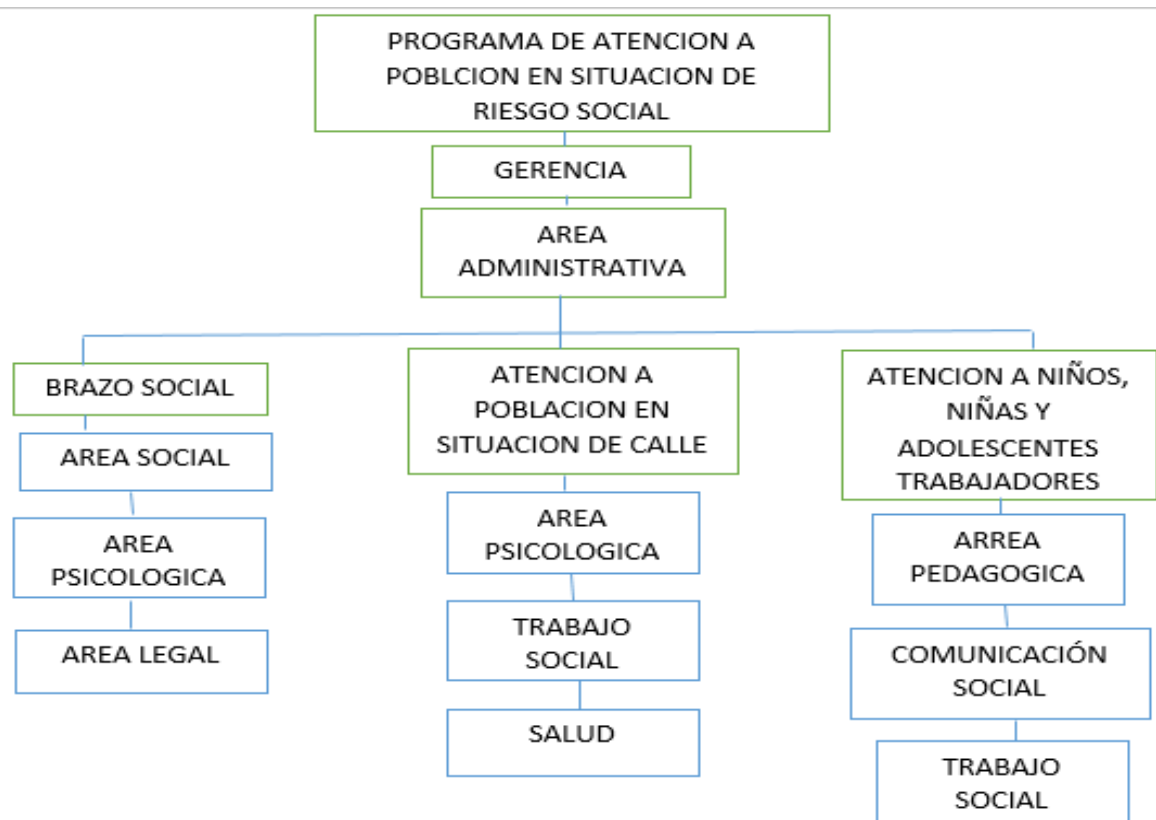 PROGRAMA DE ATENCION A
POBLCION EN SITUACION DE
RIESGO SOCIAL
GERENCIA
AREA
ADMINISTRATIVA
BRAZO SOCIAL
AREA SOCIAL
AREA
PSICOLOGICA
AREA LEGAL
ATENCION A
POBLACION EN
SITUACION DE CALLE
AREA
PSICOLOGICA
TRABAJO
SOCIAL
SALUD
ATENCION A NIÑOS,
NIÑAS Y
ADOLESCENTES
TRABAJADORES
ARREA
PEDAGOGICA
COMUNICACIÓN
SOCIAL
TRABAJO
SOCIAL